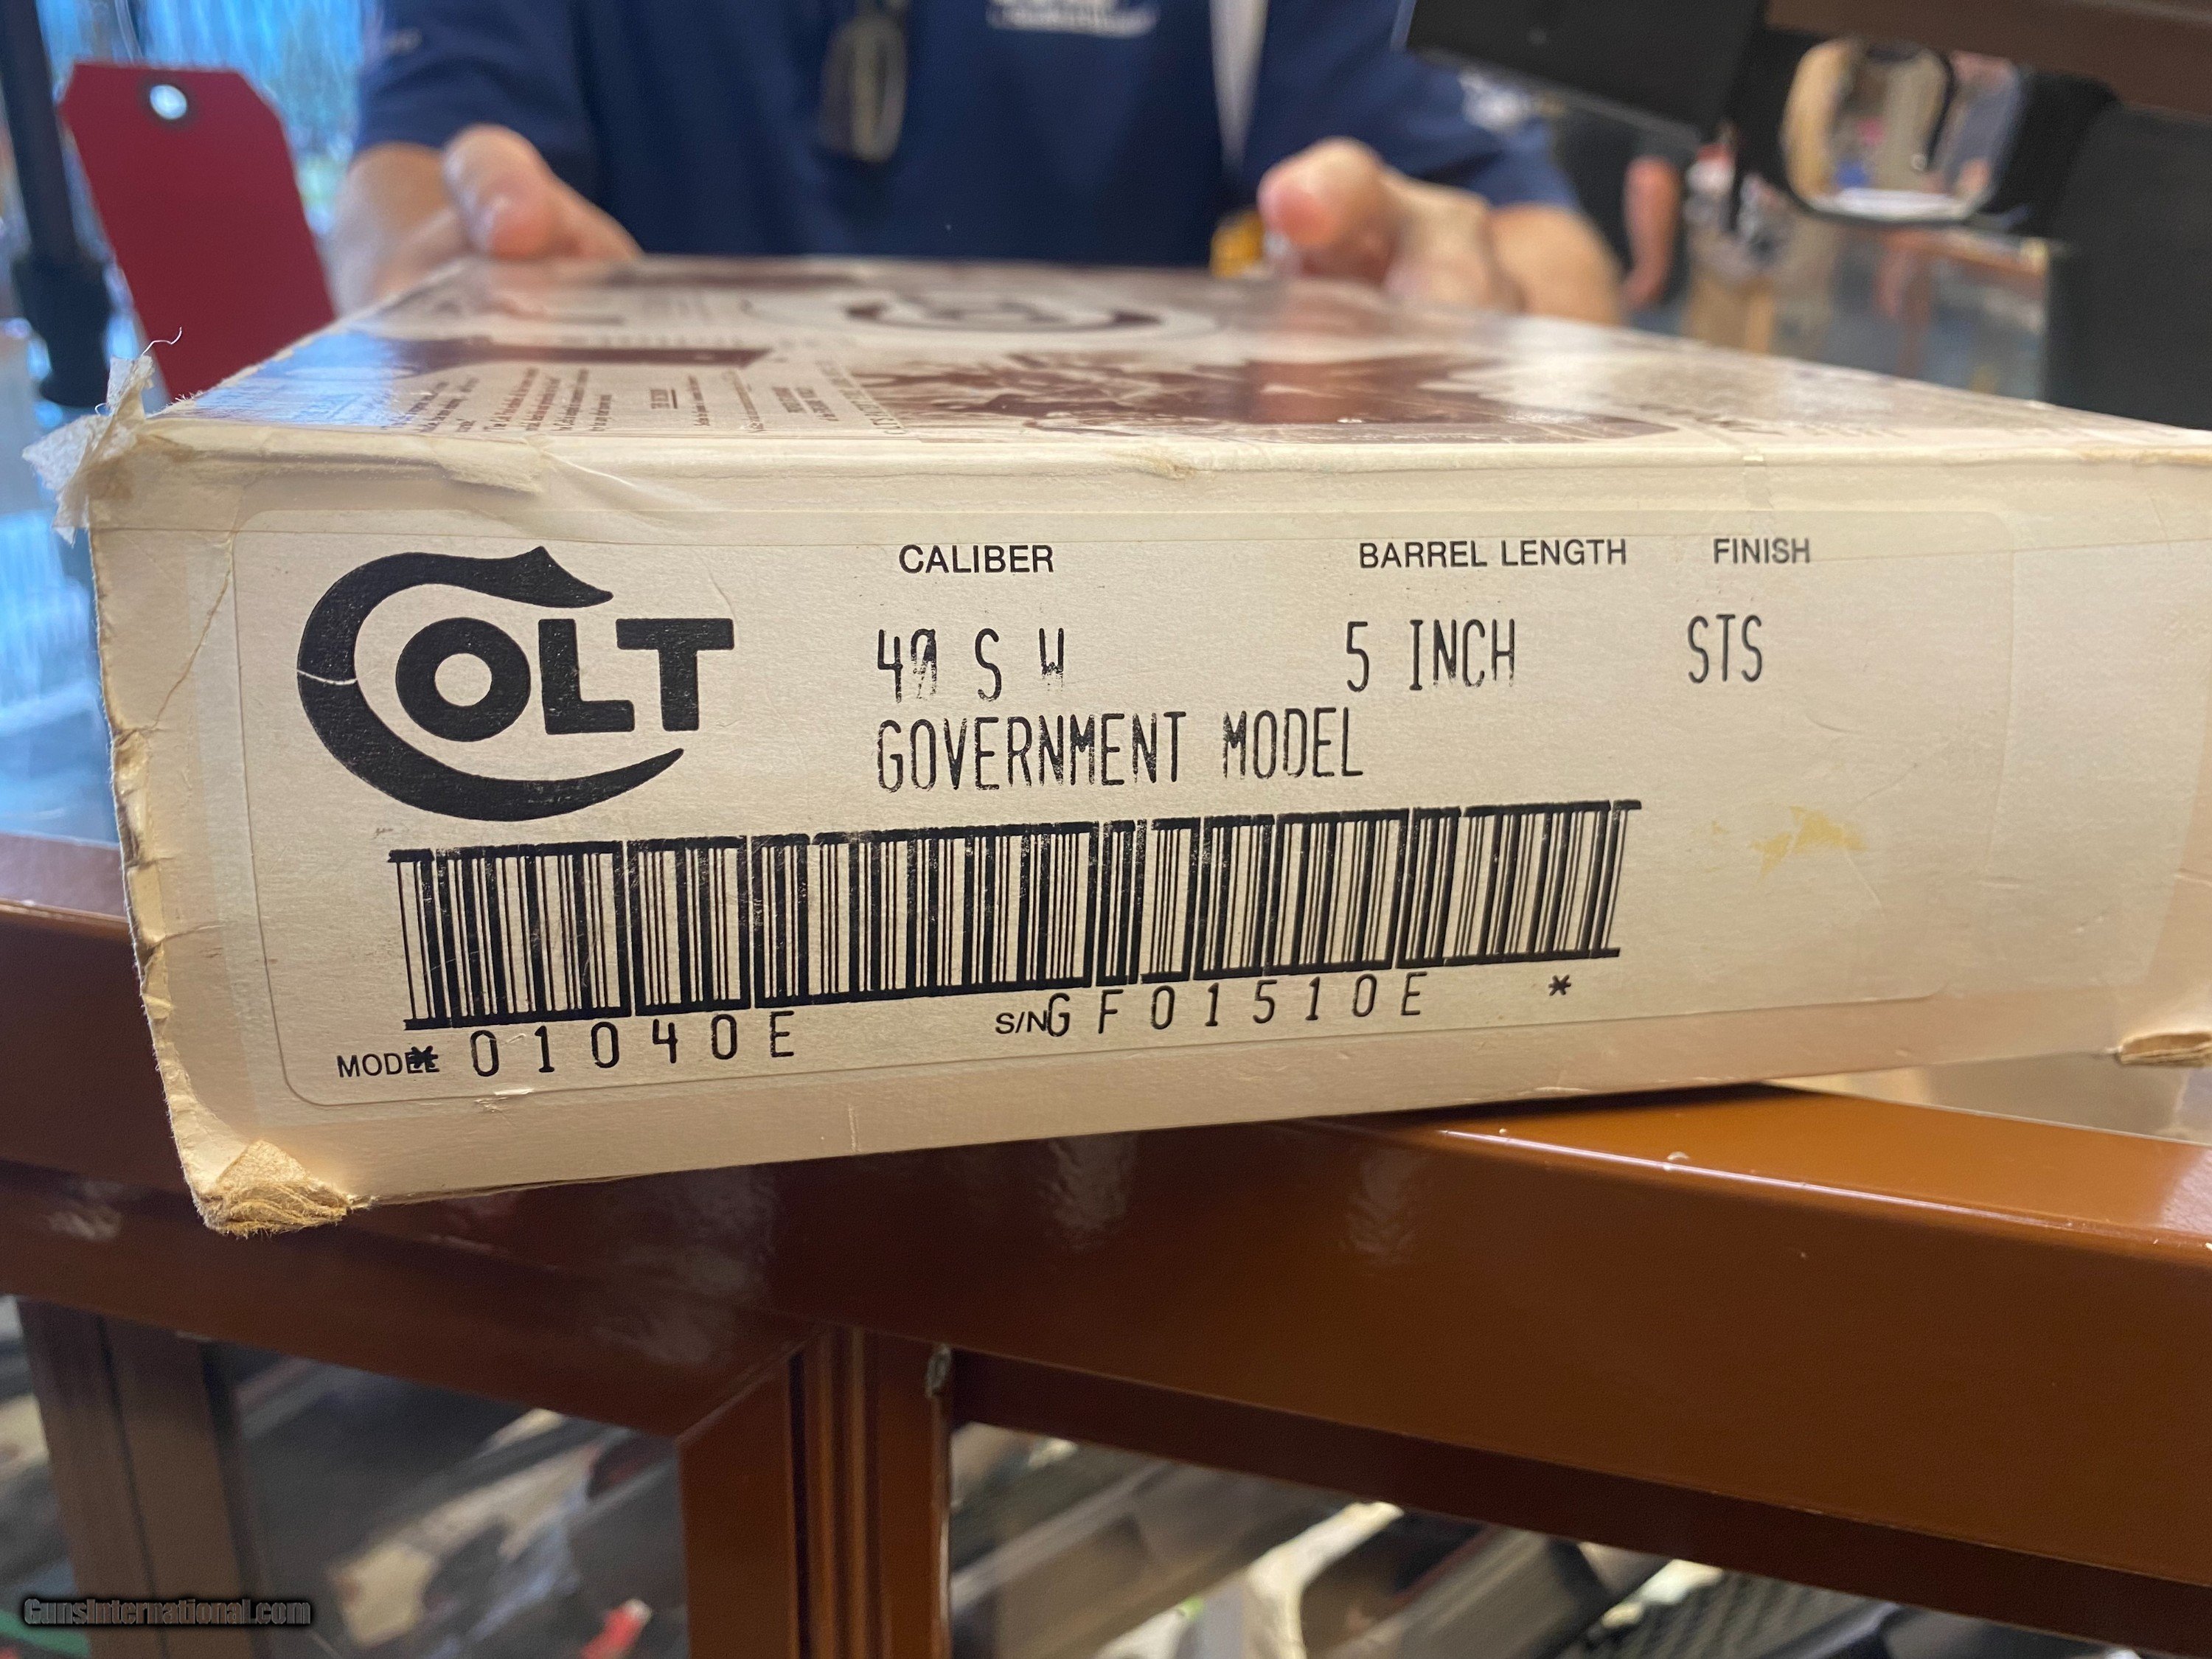 COLT
CALIBER BARREL LENGTH FINISH
40 S W 5 INCH STS
GOVERNMENT MODEL
MODEL * 01040E S/N GF01510E *
GunsInternational.com